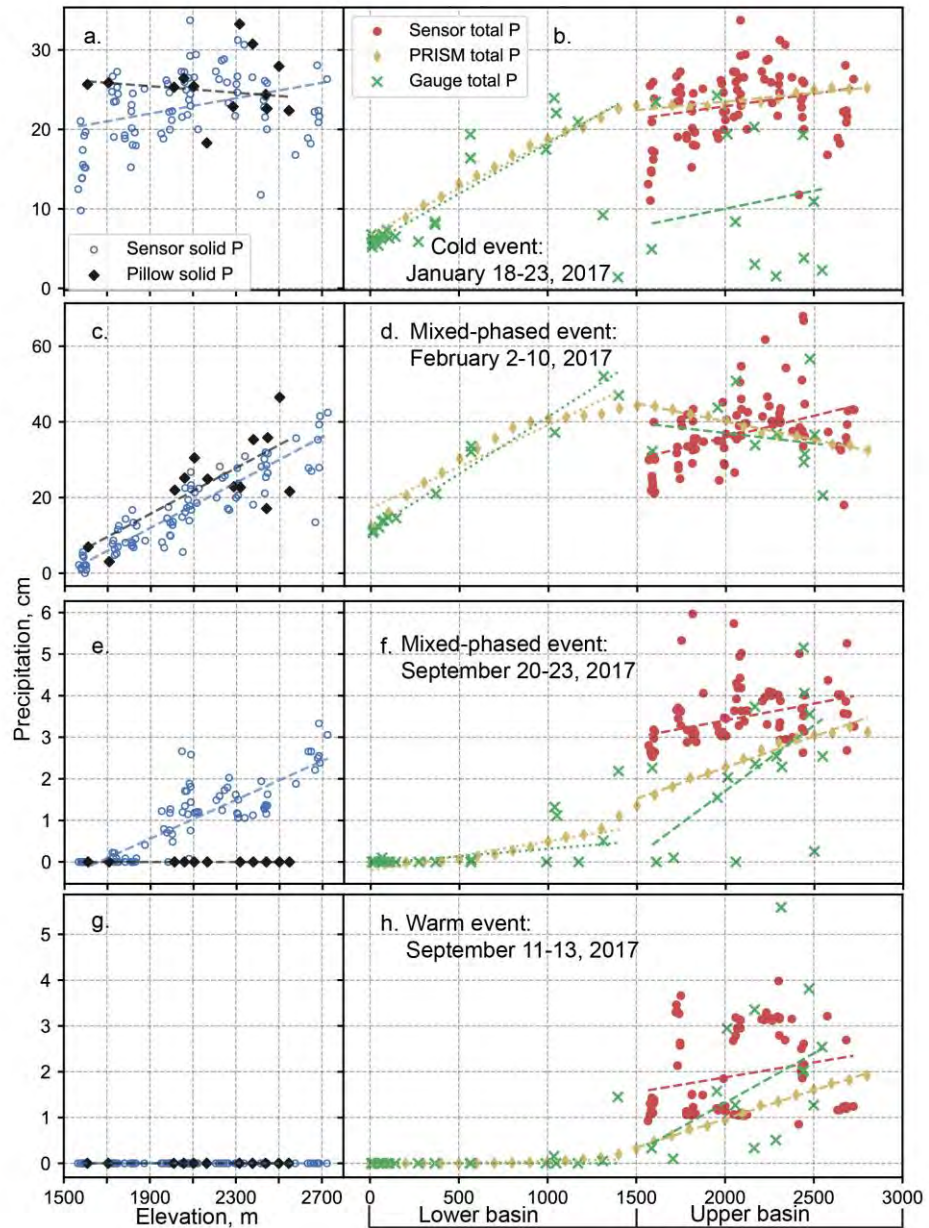 a.
b.
Sensor total P
PRISM total P
Gauge total P
30
20
10
0
Sensor solid P
Pillow solid P
Cold event:
January 18-23, 2017
c.
d. Mixed-phased event:
February 2-10, 2017
60
40
20
0
Precipitation, cm
e.
f. Mixed-phased event:
September 20-23, 2017
6
5
4
3
2
1
0
g.
h. Warm event:
September 11-13, 2017
5
4
3
2
1
0
1500 1900 2300 2700 0 500 1000 1500 2000 2500 3000
Elevation, m Lower basin Upper basin